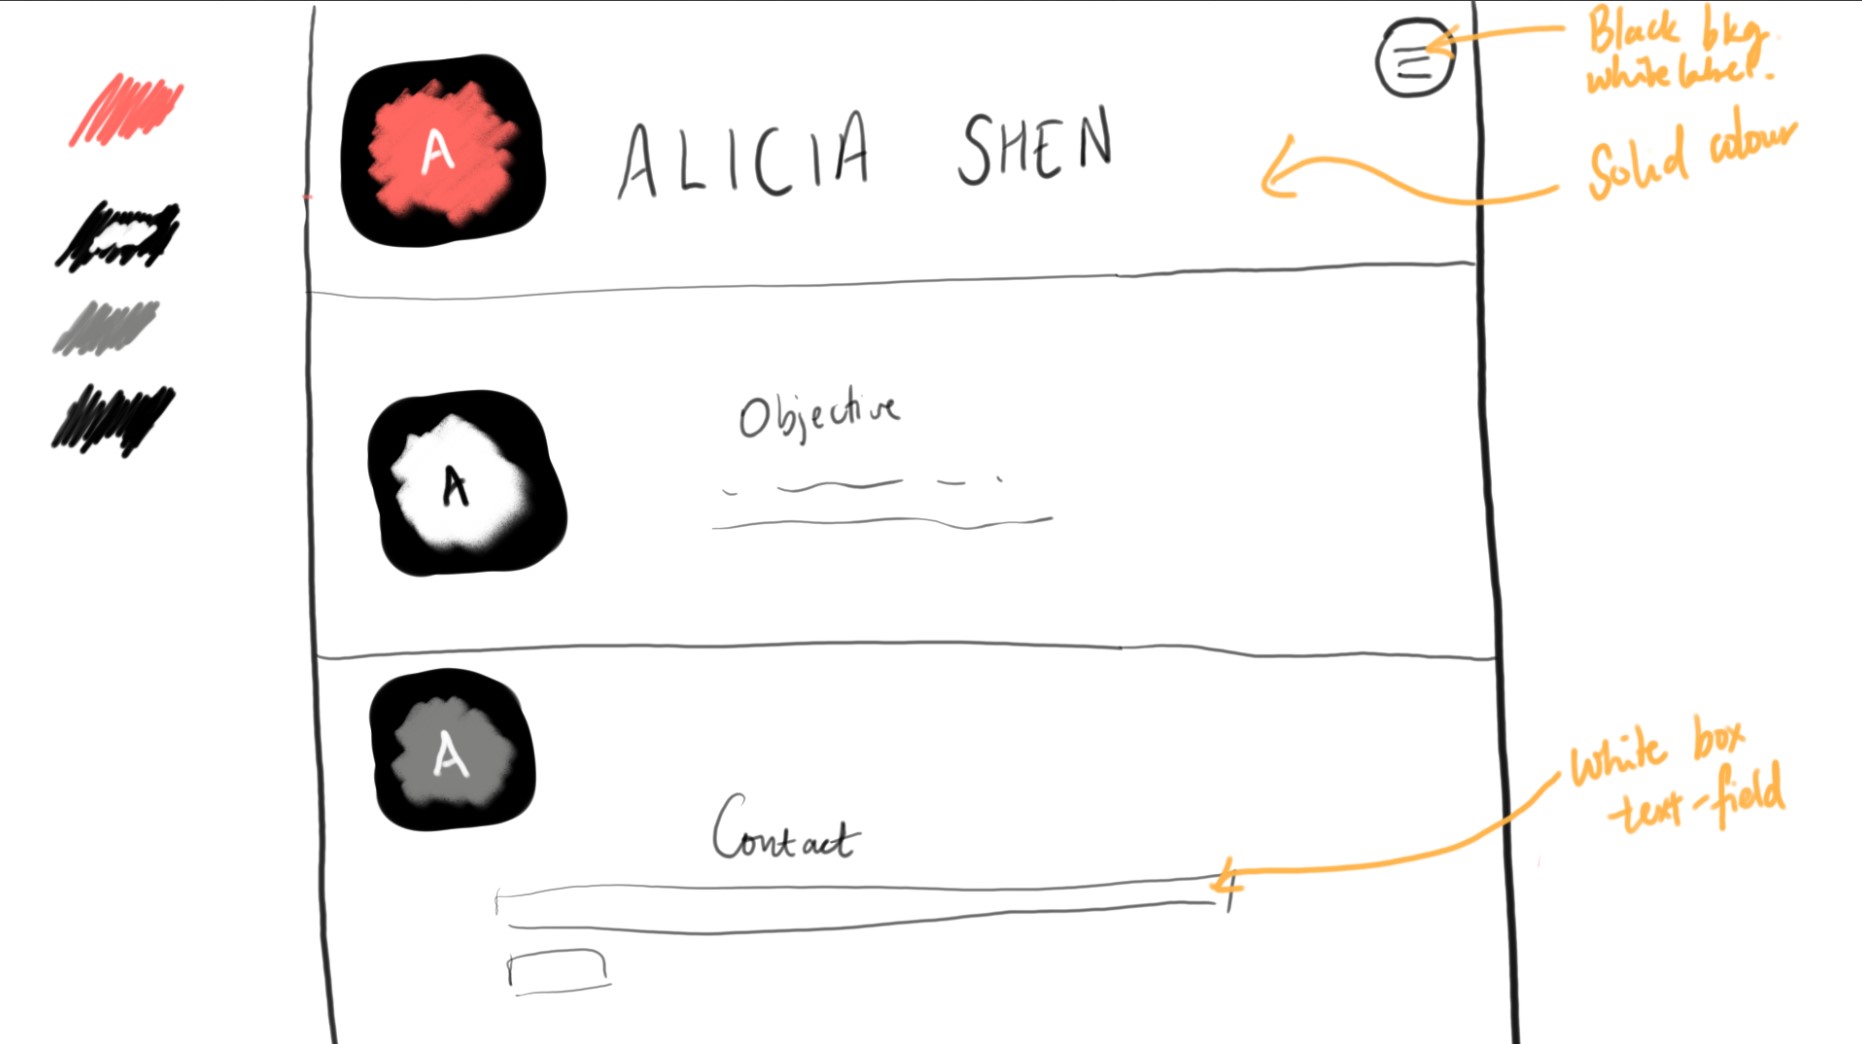 A
ALICIA SHEN
Black bkg.
white label.
Solid colour
A
Objective
A
Contact
White box
text-field